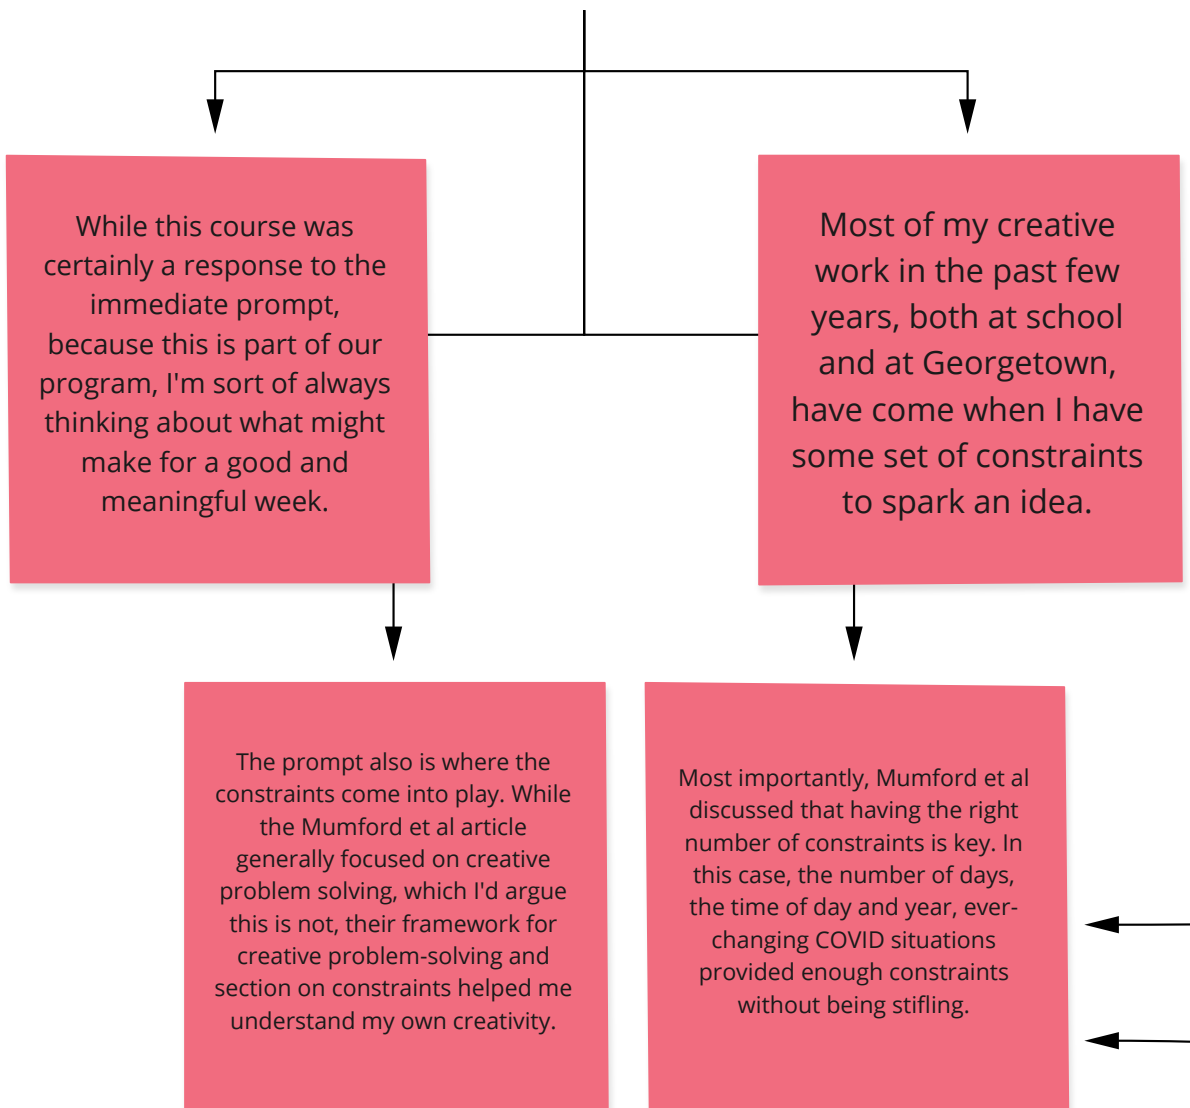 While this course was
certainly a response to the
immediate prompt,
because this is part of our
program, I'm sort of always
thinking about what might
make for a good and
meaningful week.
Most of my creative
work in the past few
years, both at school
and at Georgetown,
have come when I have
some set of constraints
to spark an idea.
The prompt also is where the
constraints come into play. While
the Mumford et al article
generally focused on creative
problem solving, which I'd argue
this is not, their framework for
creative problem-solving and
section on constraints helped me
understand my own creativity.
Most importantly, Mumford et al
discussed that having the right
number of constraints is key. In
this case, the number of days,
the time of day and year, ever-
changing COVID situations
provided enough constraints
without being stifling.